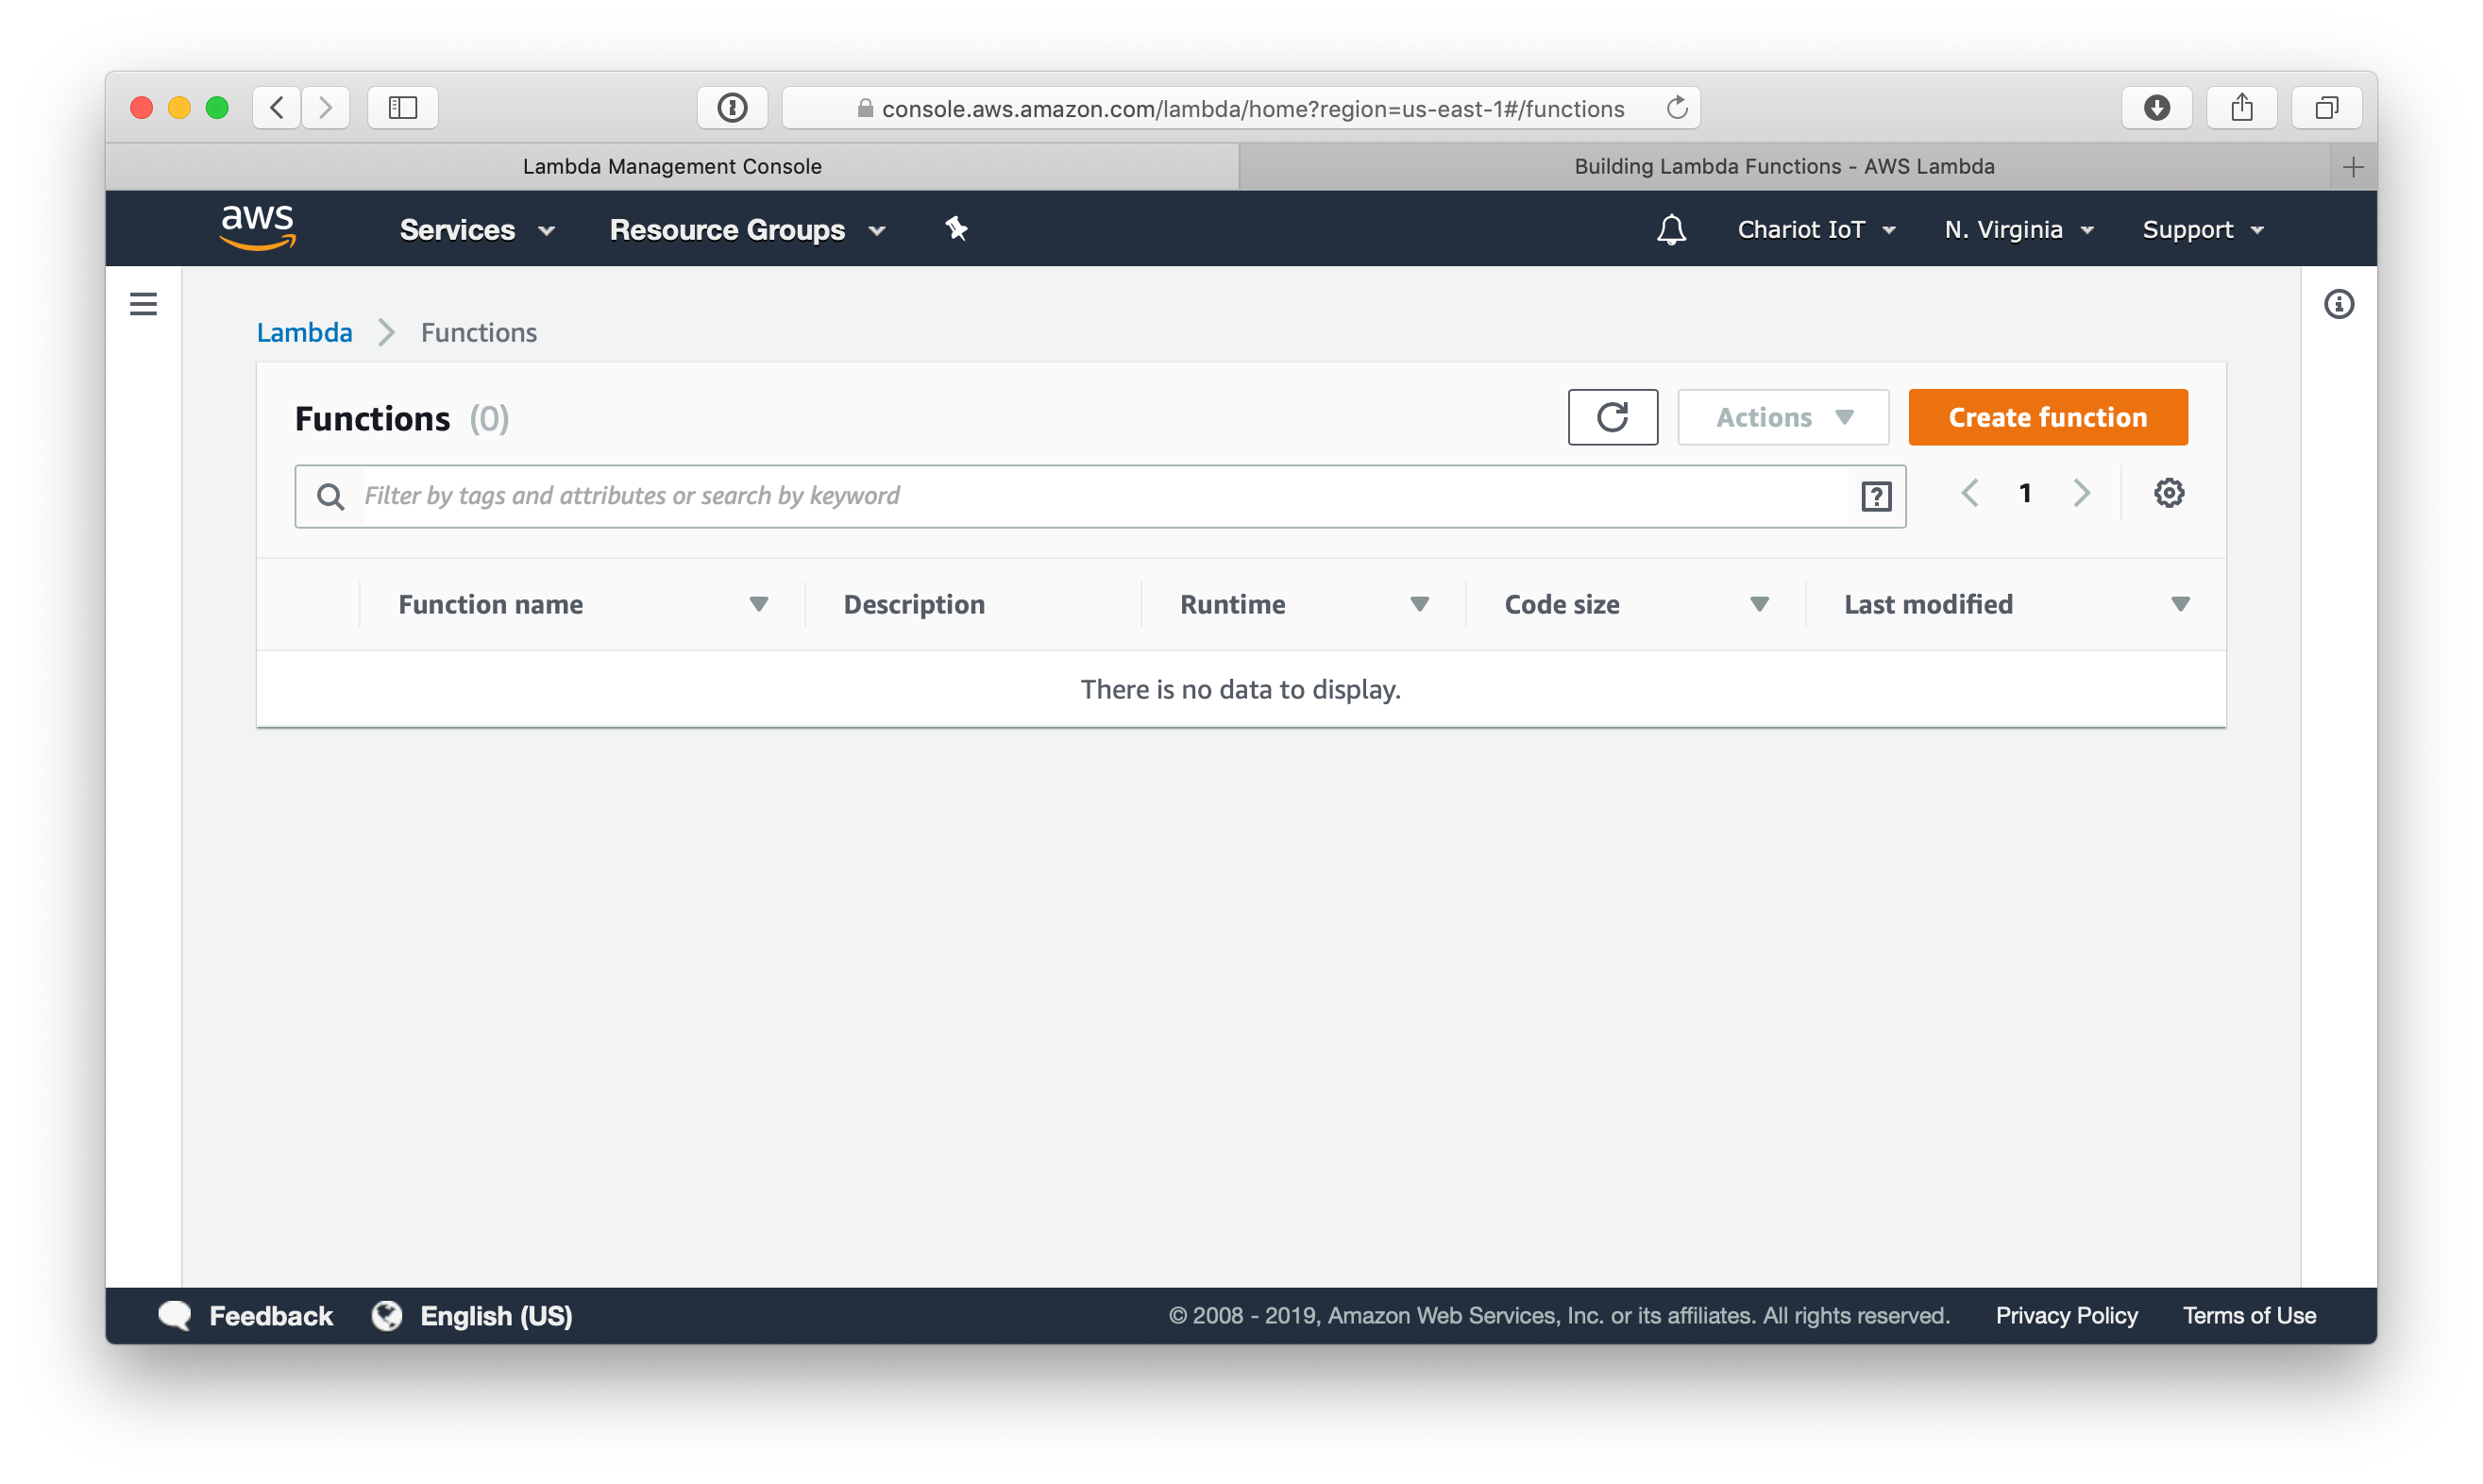 console.aws.amazon.com/lambda/home?region=us-east-1#/functions
Lambda Management Console
Building Lambda Functions - AWS Lambda
aws
Services
Resource Groups
Chariot IoT
N. Virginia
Support
Lambda
Functions
Functions (0)
Actions
Create function
Filter by tags and attributes or search by keyword
?
1
Function name
Description
Runtime
Code size
Last modified
There is no data to display.
Feedback
English (US)
© 2008 - 2019, Amazon Web Services, Inc. or its affiliates. All rights reserved.
Privacy Policy
Terms of Use